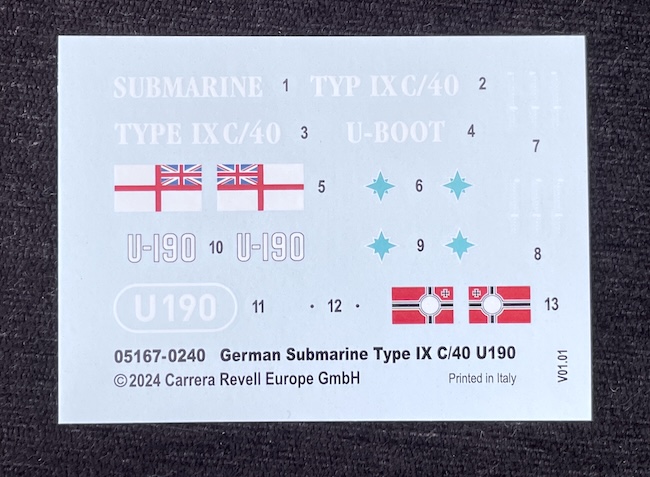 SUBMARINE 1 TYP IX C/40 2
TYPE IX C/40 3 U-BOOT 4
7
5 6
U-190 10 U-190 9 8
U190 11 · 12 · 13
05167-0240 German Submarine Type IX C/40 U190
©2024 Carrera Revell Europe GmbH Printed in Italy V01.01